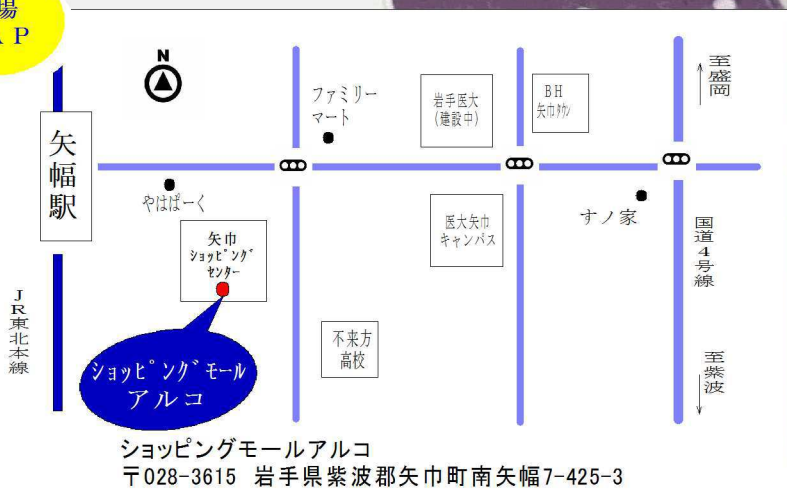 場
AP
N
至盛岡
ファミリー
マート
岩手医大
(建設中)
BH
矢巾タウン
矢幅駅
やはぱーく
すノ家
矢巾
ショッピング
センター
医大矢巾
キャンパス
国道4号線
JR東北本線
不来方
高校
至紫波
ショッピングモール
アルコ
ショッピングモールアルコ
〒028-3615 岩手県紫波郡矢巾町南矢幅7-425-3